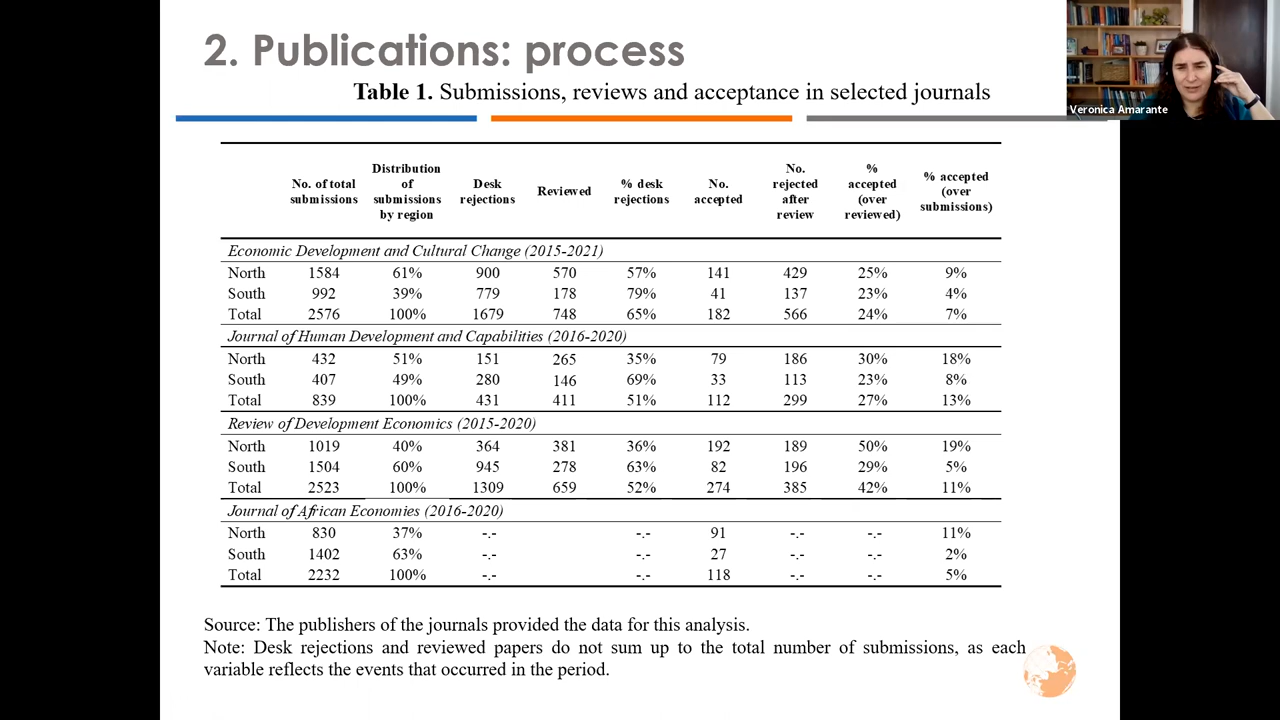 2. Publications: process
Table 1. Submissions, reviews and acceptance in selected journals
Veronica Amarante
No. of total submissions Distribution of submissions by region Desk rejections Reviewed % desk rejections No. accepted No. rejected after review % accepted (over reviewed) % accepted (over submissions)
Economic Development and Cultural Change (2015-2021)
North 1584 61% 900 570 57% 141 429 25% 9%
South 992 39% 779 178 79% 41 137 23% 4%
Total 2576 100% 1679 748 65% 182 566 24% 7%
Journal of Human Development and Capabilities (2016-2020)
North 432 51% 151 265 35% 79 186 30% 18%
South 407 49% 280 146 69% 33 113 23% 8%
Total 839 100% 431 411 51% 112 299 27% 13%
Review of Development Economics (2015-2020)
North 1019 40% 364 381 36% 192 189 50% 19%
South 1504 60% 945 278 63% 82 196 29% 5%
Total 2523 100% 1309 659 52% 274 385 42% 11%
Journal of African Economies (2016-2020)
North 830 37% -.- -.- 91 -.- -.- 11%
South 1402 63% -.- -.- 27 -.- -.- 2%
Total 2232 100% -.- -.- 118 -.- -.- 5%
Source: The publishers of the journals provided the data for this analysis.
Note: Desk rejections and reviewed papers do not sum up to the total number of submissions, as each
variable reflects the events that occurred in the period.